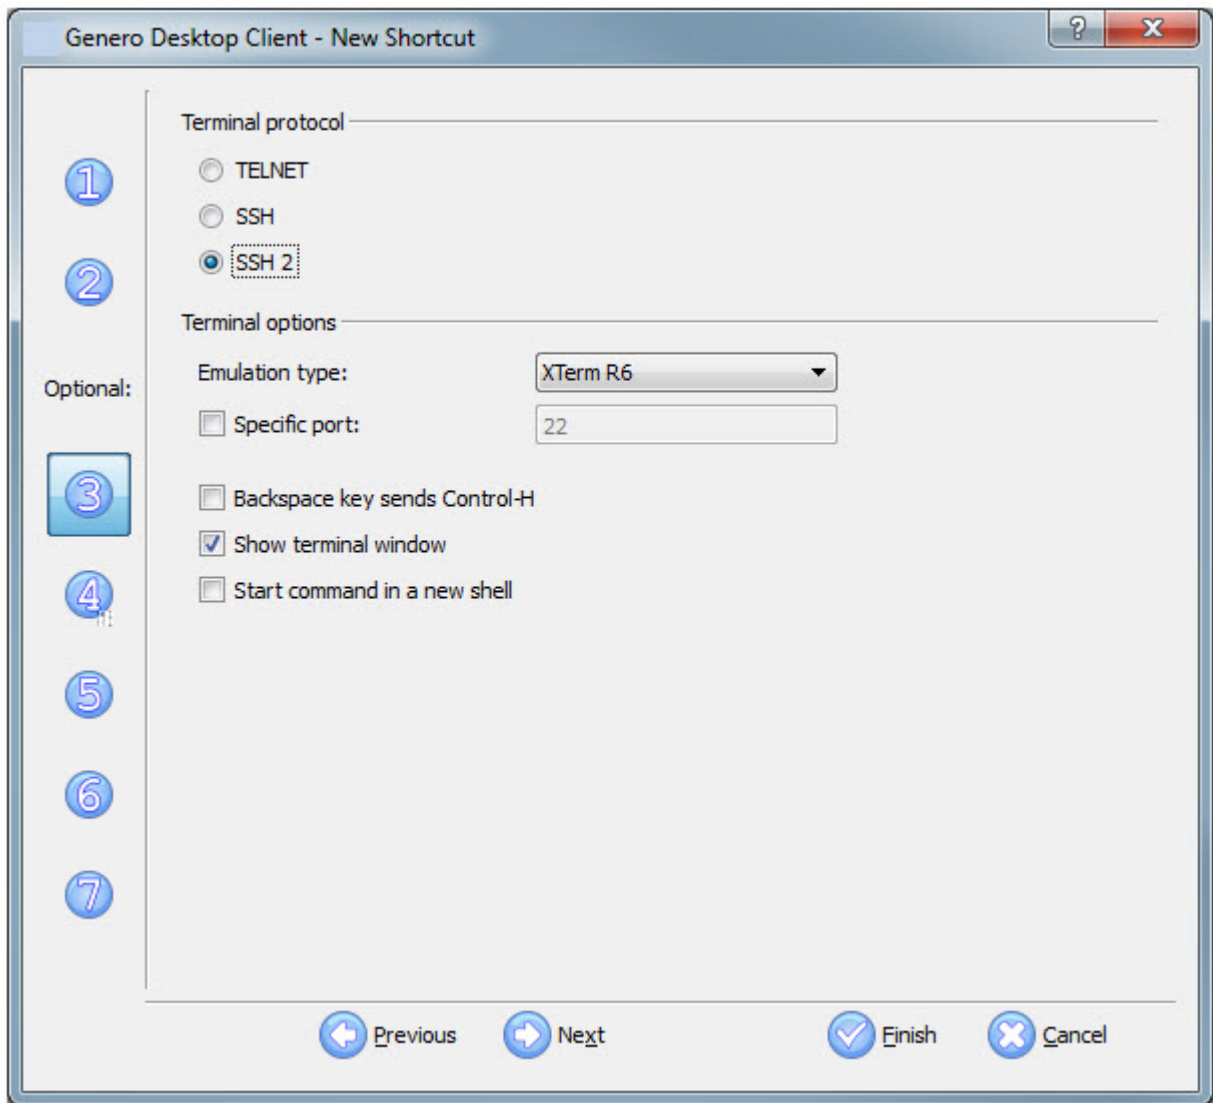 Genero Desktop Client - New Shortcut
?
X
Terminal protocol
1
TELNET
SSH
2
SSH 2
Terminal options
Optional:
Emulation type: XTerm R6
Specific port: 22
3
Backspace key sends Control-H
Show terminal window
4
Start command in a new shell
5
6
7
Previous Next Finish Cancel